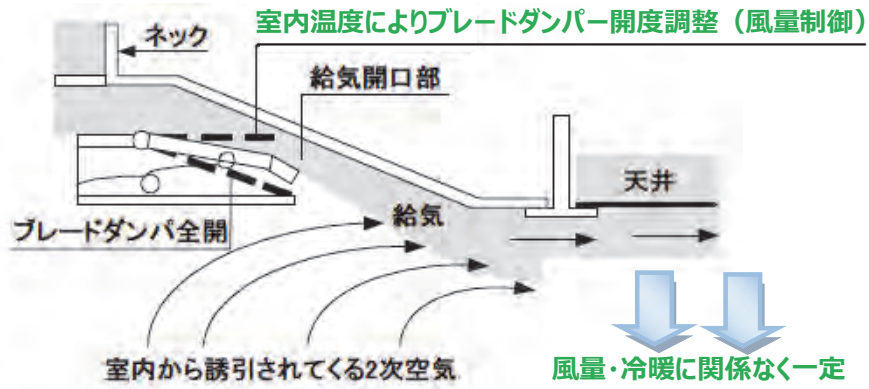 室内温度によりブレードダンパー開度調整（風量制御）
ネック
給気開口部
天井
給気
ブレードダンパ全開
室内から誘引されてくる2次空気
風量・冷暖に関係なく一定